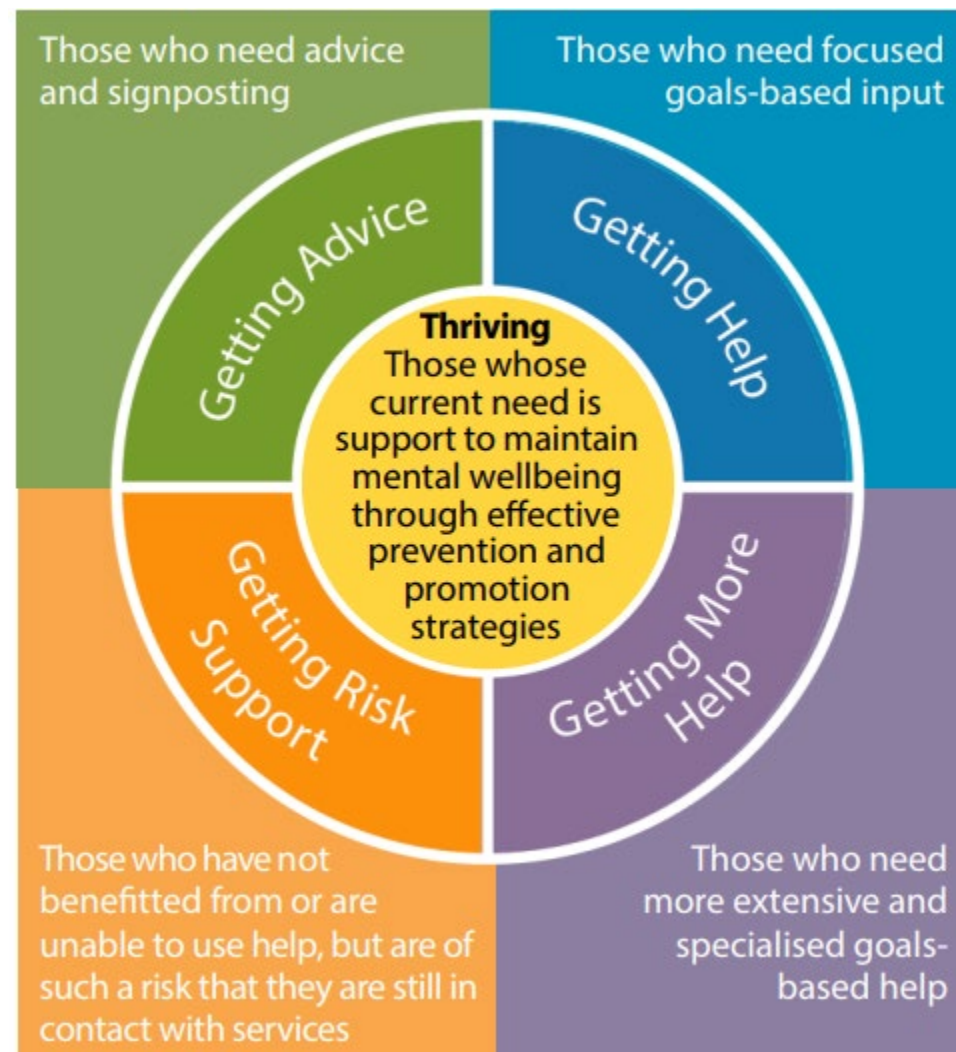 Those who need advice
and signposting
Those who need focused
goals-based input
Getting Advice
Getting Help
Thriving
Those whose
current need is
support to maintain
mental wellbeing
through effective
prevention and
promotion
strategies
Getting Risk
Support
Getting More
Help
Those who have not
benefitted from or are
unable to use help, but are of
such a risk that they are still in
contact with services
Those who need
more extensive and
specialised goals-
based help